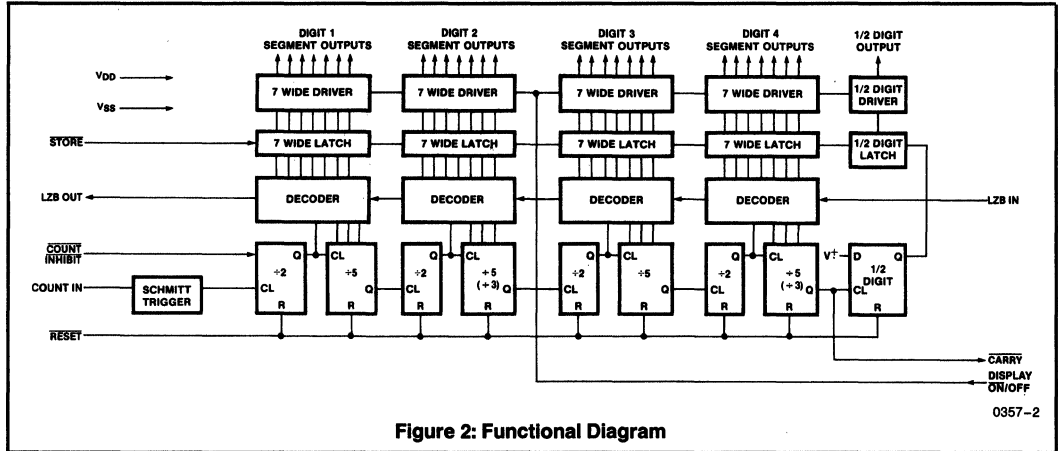 DIGIT 1
SEGMENT OUTPUTS
DIGIT 2
SEGMENT OUTPUTS
DIGIT 3
SEGMENT OUTPUTS
DIGIT 4
SEGMENT OUTPUTS
1/2 DIGIT
OUTPUT
VDD
VSS
7 WIDE DRIVER
7 WIDE DRIVER
7 WIDE DRIVER
7 WIDE DRIVER
1/2 DIGIT
DRIVER
STORE
7 WIDE LATCH
7 WIDE LATCH
7 WIDE LATCH
7 WIDE LATCH
1/2 DIGIT
LATCH
LZB OUT
DECODER
DECODER
DECODER
DECODER
LZB IN
COUNT
INHIBIT
COUNT IN
SCHMITT
TRIGGER
Q
÷2
CL
R
CL
÷5
Q
R
Q
÷2
CL
R
CL
÷5
(÷3)
Q
R
Q
÷2
CL
R
CL
÷5
Q
R
Q
÷2
CL
R
CL
÷5
(÷3)
Q
R
V+
D
Q
1/2
DIGIT
CL
R
RESET
CARRY
DISPLAY
ON/OFF
0357–2
Figure 2: Functional Diagram